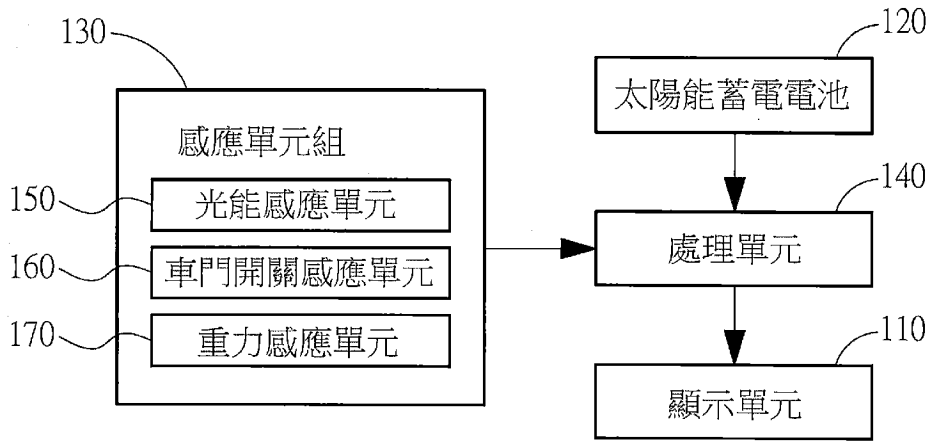 130
感應單元組
150
光能感應單元
160
車門開關感應單元
170
重力感應單元
120
太陽能蓄電電池
140
處理單元
110
顯示單元